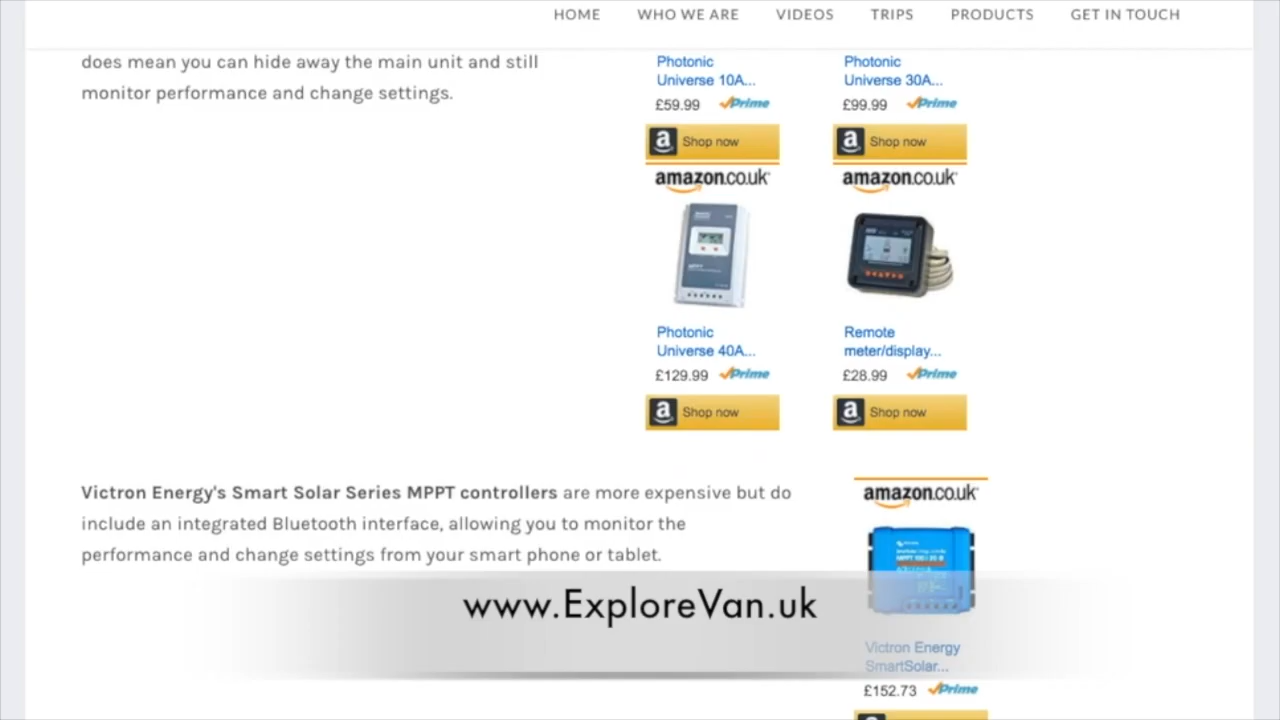 HOME WHO WE ARE VIDEOS TRIPS PRODUCTS GET IN TOUCH
does mean you can hide away the main unit and still
monitor performance and change settings.
Photonic
Universe 10A...
£59.99 Prime
a Shop now
Photonic
Universe 30A...
£99.99 Prime
a Shop now
amazon.co.uk
Photonic
Universe 40A...
£129.99 Prime
a Shop now
amazon.co.uk
Remote
meter/display...
£28.99 Prime
a Shop now
Victron Energy's Smart Solar Series MPPT controllers are more expensive but do
include an integrated Bluetooth interface, allowing you to monitor the
performance and change settings from your smart phone or tablet.
amazon.co.uk
MPPT 100 | 20
Victron Energy
SmartSolar...
£152.73 Prime
www.ExploreVan.uk